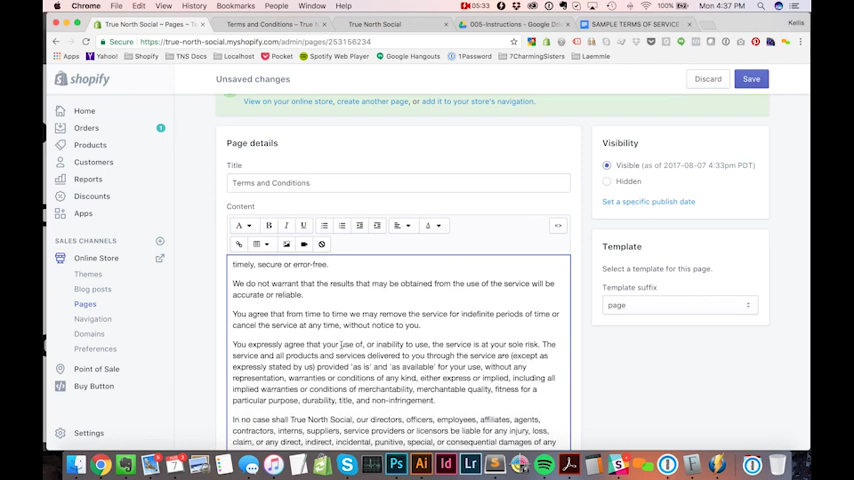 Chrome File Edit View History Bookmarks People Window Help 05:33 100% Mon 4:37 PM
True North Social ~ Pages ~ T Terms and Conditions – True N True North Social 005-Instructions - Google Driv SAMPLE TERMS OF SERVICE Kellis
Secure https://true-north-social.myshopify.com/admin/pages/253156234
Apps Yahoo! Shopify TNS Docs Pocket Spotify Web Player Google Hangouts 1Password 7CharmingSisters Laemmle
shopify
Unsaved changes
Discard Save
View on your online store, create another page, or add it to your store's navigation.
Home
Orders 1
Products
Customers
Reports
Discounts
Apps
SALES CHANNELS
Online Store
Themes
Blog posts
Pages
Navigation
Domains
Preferences
Point of Sale
Buy Button
Settings
Page details
Title
Terms and Conditions
Content
A B I U A <>
timely, secure or error-free.
We do not warrant that the results that may be obtained from the use of the service will be
accurate or reliable.
You agree that from time to time we may remove the service for indefinite periods of time or
cancel the service at any time, without notice to you.
You expressly agree that your use of, or inability to use, the service is at your sole risk. The
service and all products and services delivered to you through the service are (except as
expressly stated by us) provided 'as is' and 'as available' for your use, without any
representation, warranties or conditions of any kind, either express or implied, including all
implied warranties or conditions of merchantability, merchantable quality, fitness for a
particular purpose, durability, title, and non-infringement.
In no case shall True North Social, our directors, officers, employees, affiliates, agents,
contractors, interns, suppliers, service providers or licensors be liable for any injury, loss,
claim, or any direct, indirect, incidental, punitive, special, or consequential damages of any
Visibility
Visible (as of 2017-08-07 4:33pm PDT)
Hidden
Set a specific publish date
Template
Select a template for this page.
Template suffix
page
Ps Ai Id Lr S